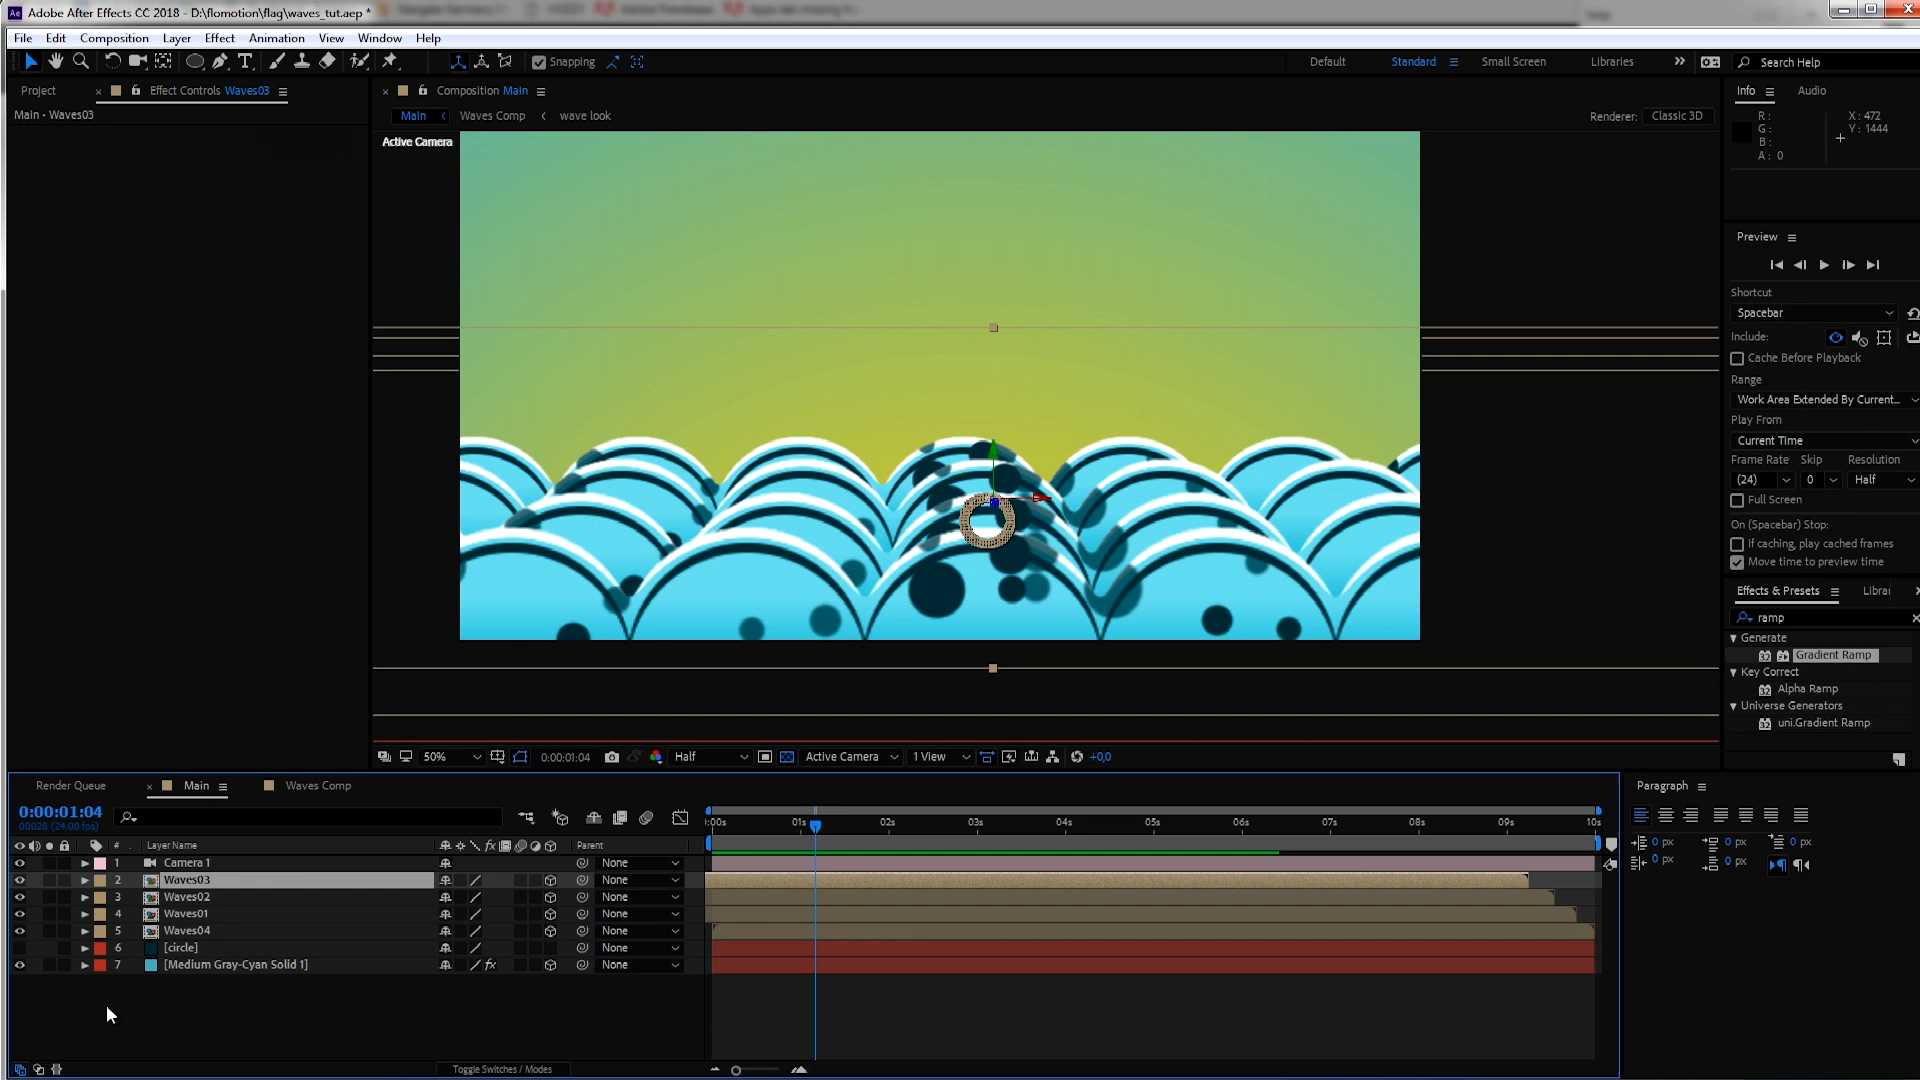 Adobe After Effects CC 2018 - D:\flomotion\flag\waves_tut.aep *
File Edit Composition Layer Effect Animation View Window Help
Snapping
Default Standard Small Screen Libraries Search Help
Project Effect Controls Waves03 Composition Main Info Audio
Main • Waves03
Main Waves Comp wave look Renderer: Classic 3D
Active Camera
R: X: 472
G: Y: 1444
B:
A: 0
Preview
Shortcut
Spacebar
Include:
Cache Before Playback
Range
Work Area Extended By Current...
Play From
Current Time
Frame Rate Skip Resolution
(24) 0 Half
Full Screen
On (Spacebar) Stop:
If caching, play cached frames
Move time to preview time
Effects & Presets Librai
ramp
Generate
Gradient Ramp
Key Correct
Alpha Ramp
Universe Generators
uni.Gradient Ramp
50% 0:00:01:04 Half Active Camera 1 View +0,0
Render Queue Main Waves Comp
0:00:01:04
00028 (24.00 fps)
:00s 01s 02s 03s 04s 05s 06s 07s 08s 09s 10s
# Layer Name fx Parent
1 Camera 1 None
2 Waves03 None
3 Waves02 None
4 Waves01 None
5 Waves04 None
6 [circle] None
7 [Medium Gray-Cyan Solid 1] fx None
Toggle Switches / Modes
Paragraph
0 px 0 px 0 px
0 px 0 px